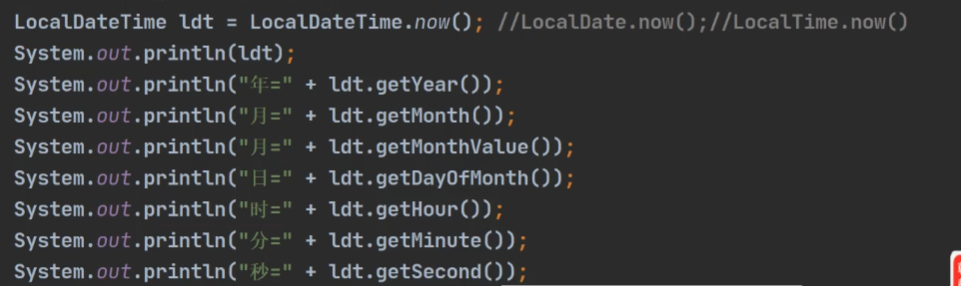 LocalDateTime ldt = LocalDateTime.now(); //LocalDate.now();//LocalTime.now()
System.out.println(ldt);
System.out.println("年=" + ldt.getYear());
System.out.println("月=" + ldt.getMonth());
System.out.println("月=" + ldt.getMonthValue());
System.out.println("日=" + ldt.getDayOfMonth());
System.out.println("时=" + ldt.getHour());
System.out.println("分=" + ldt.getMinute());
System.out.println("秒=" + ldt.getSecond());